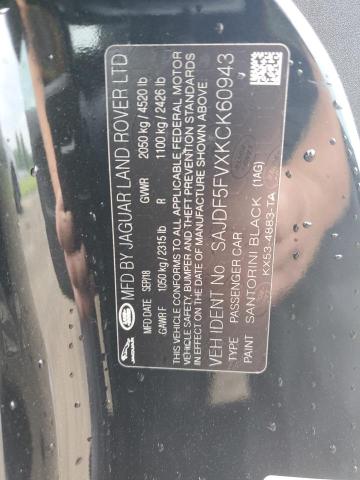 MFD BY JAGUAR LAND ROVER LTD
MFD DATE SEP/18 GVWR 2050 kg / 4520 lb
GAWR F 1050 kg / 2315 lb R 1100 kg / 2426 lb
THIS VEHICLE CONFORMS TO ALL APPLICABLE FEDERAL MOTOR
VEHICLE SAFETY, BUMPER AND THEFT PREVENTION STANDARDS
IN EFFECT ON THE DATE OF MANUFACTURE SHOWN ABOVE.
VEH IDENT No SAJDF5FVXKCK60943
TYPE PASSENGER CAR
PAINT SANTORINI BLACK (1AG)
KX53-4883-TA
JAGUAR